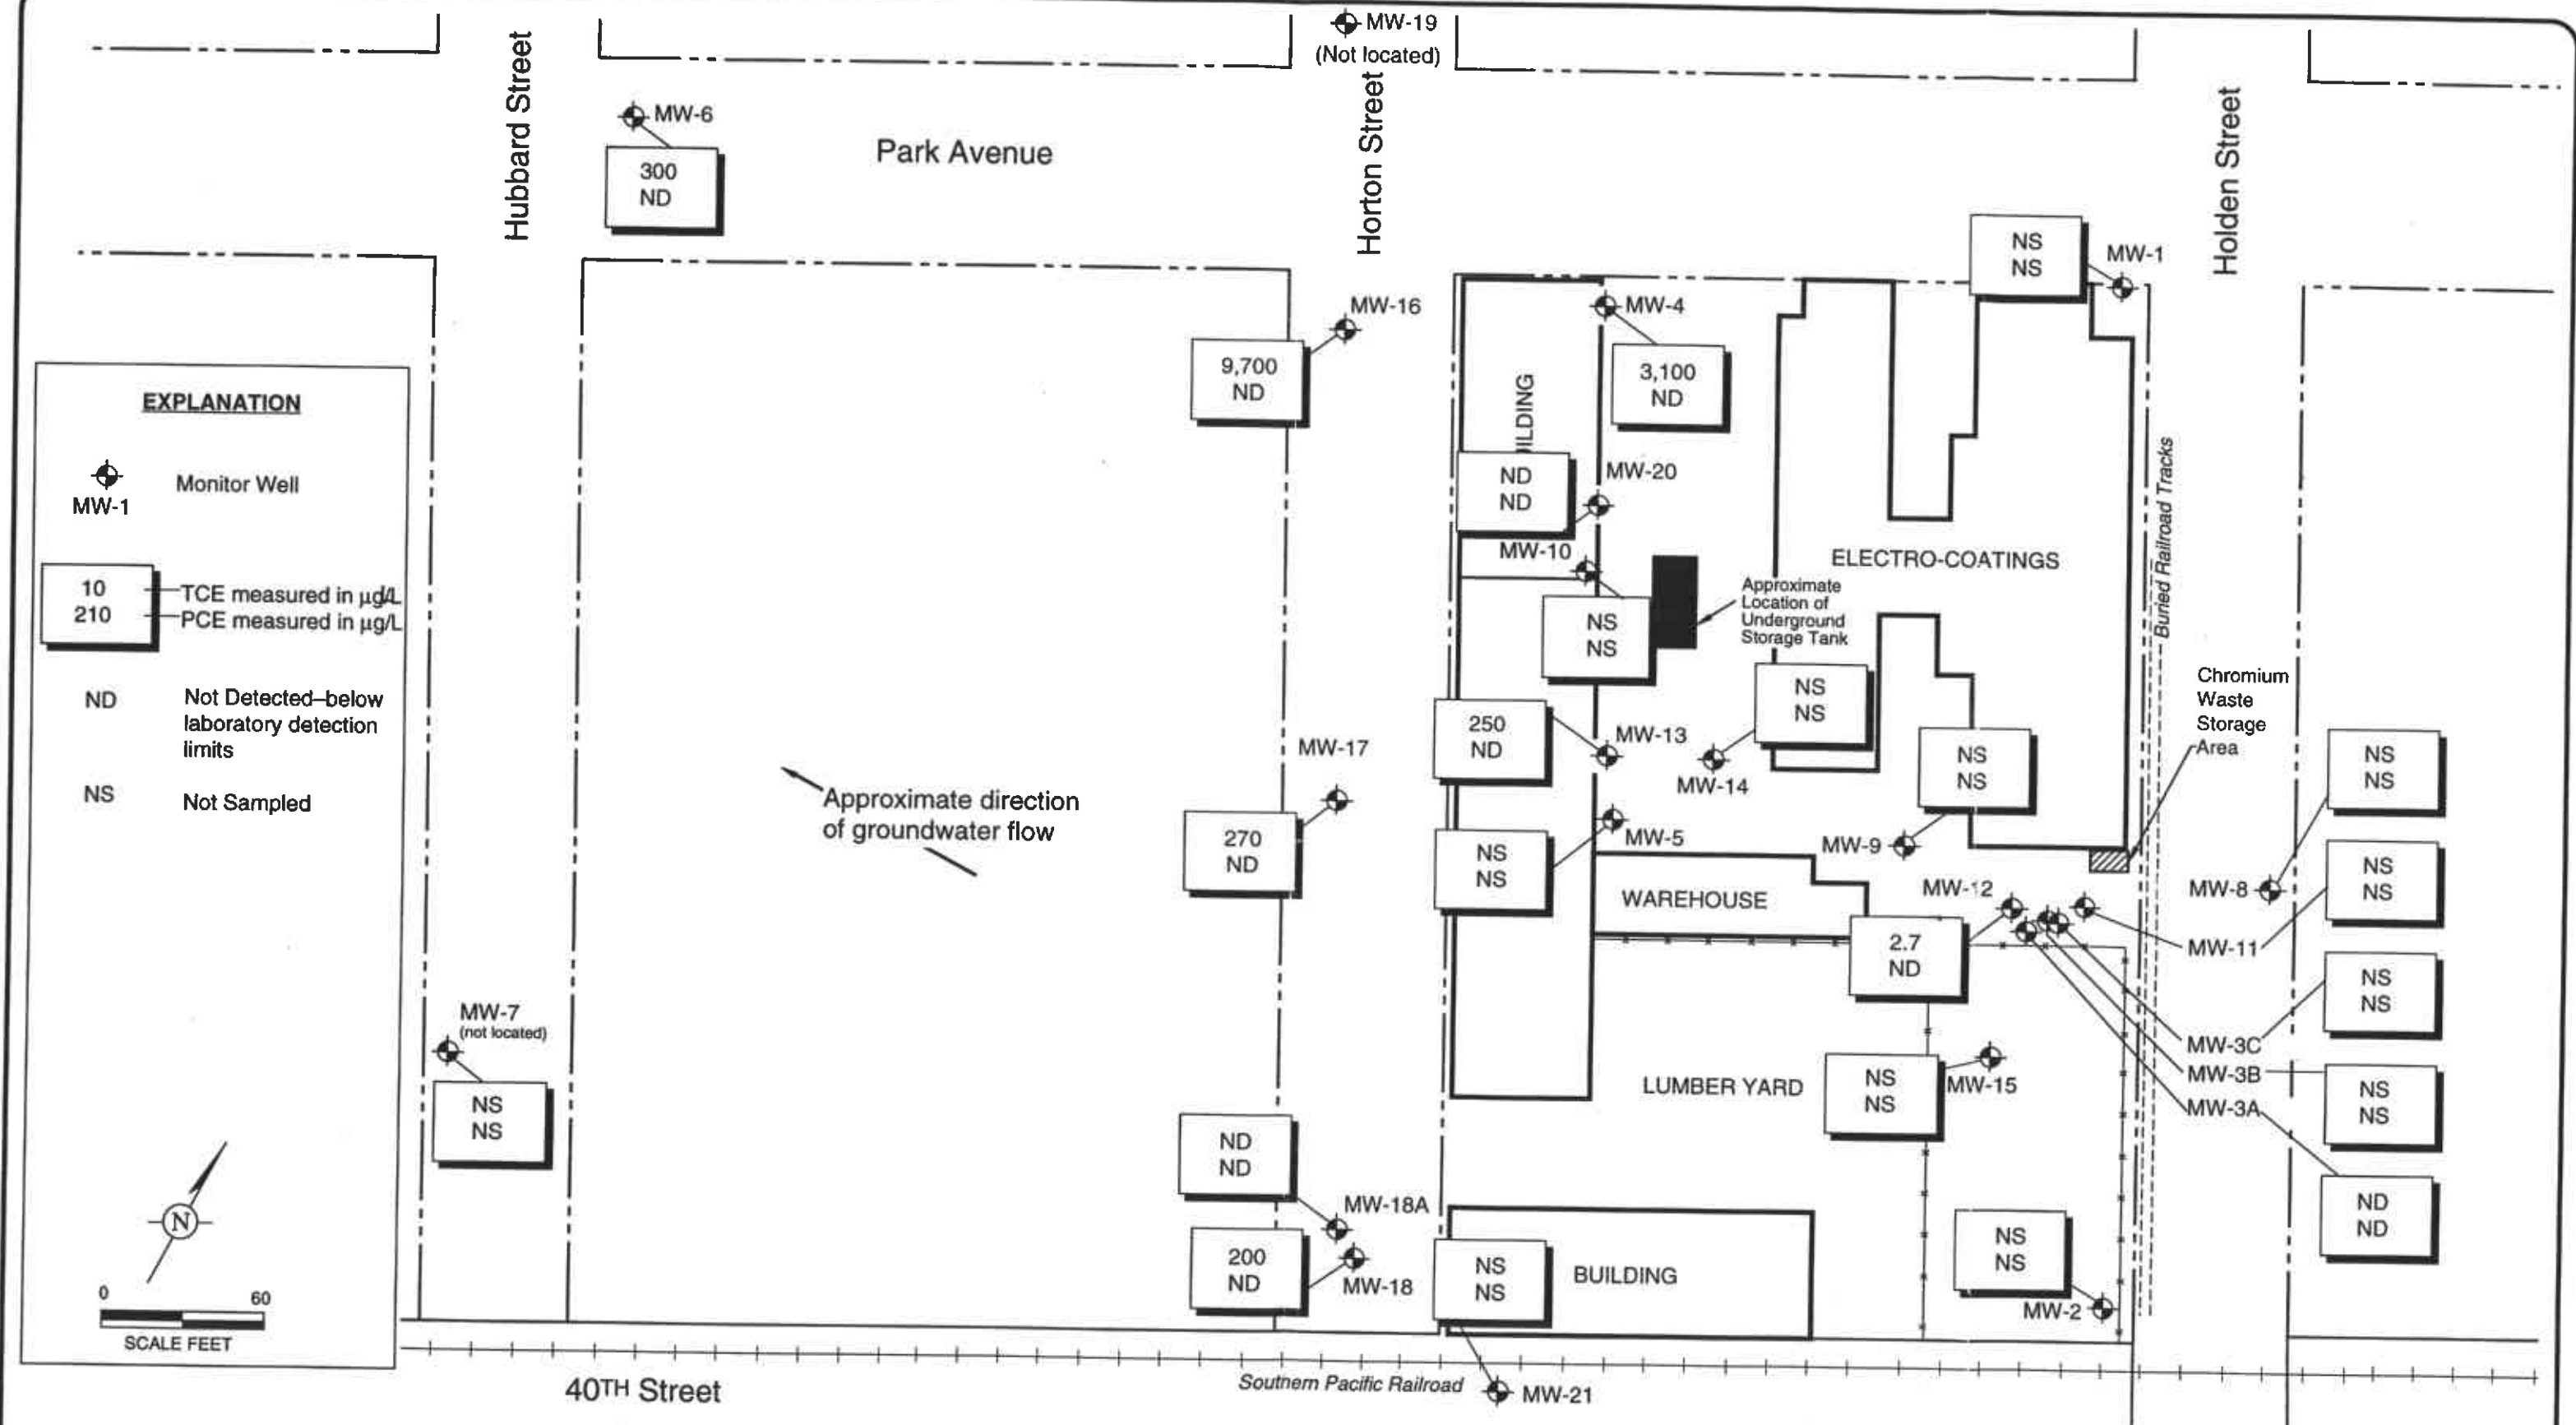 MW-19
(Not located)
Hubbard Street
Horton Street
Holden Street
MW-6
300
ND
Park Avenue
NS
NS
MW-1
MW-16
9,700
ND
MW-4
3,100
ND
EXPLANATION
MW-1
Monitor Well
10
210
TCE measured in µg/L
PCE measured in µg/L
ND
Not Detected–below
laboratory detection
limits
NS
Not Sampled
ILDING
ND
ND
MW-20
MW-10
NS
NS
ELECTRO-COATINGS
Approximate
Location of
Underground
Storage Tank
Buried Railroad Tracks
Chromium
Waste
Storage
Area
NS
NS
MW-14
250
ND
MW-13
MW-17
270
ND
Approximate direction
of groundwater flow
NS
NS
MW-5
NS
NS
MW-9
WAREHOUSE
MW-12
2.7
ND
MW-8
NS
NS
MW-11
NS
NS
MW-3C
NS
NS
MW-3B
NS
NS
MW-3A
ND
ND
MW-7
(not located)
NS
NS
LUMBER YARD
NS
NS
MW-15
ND
ND
MW-18A
200
ND
MW-18
NS
NS
BUILDING
NS
NS
MW-2
N
0
60
SCALE FEET
40TH Street
Southern Pacific Railroad
MW-21